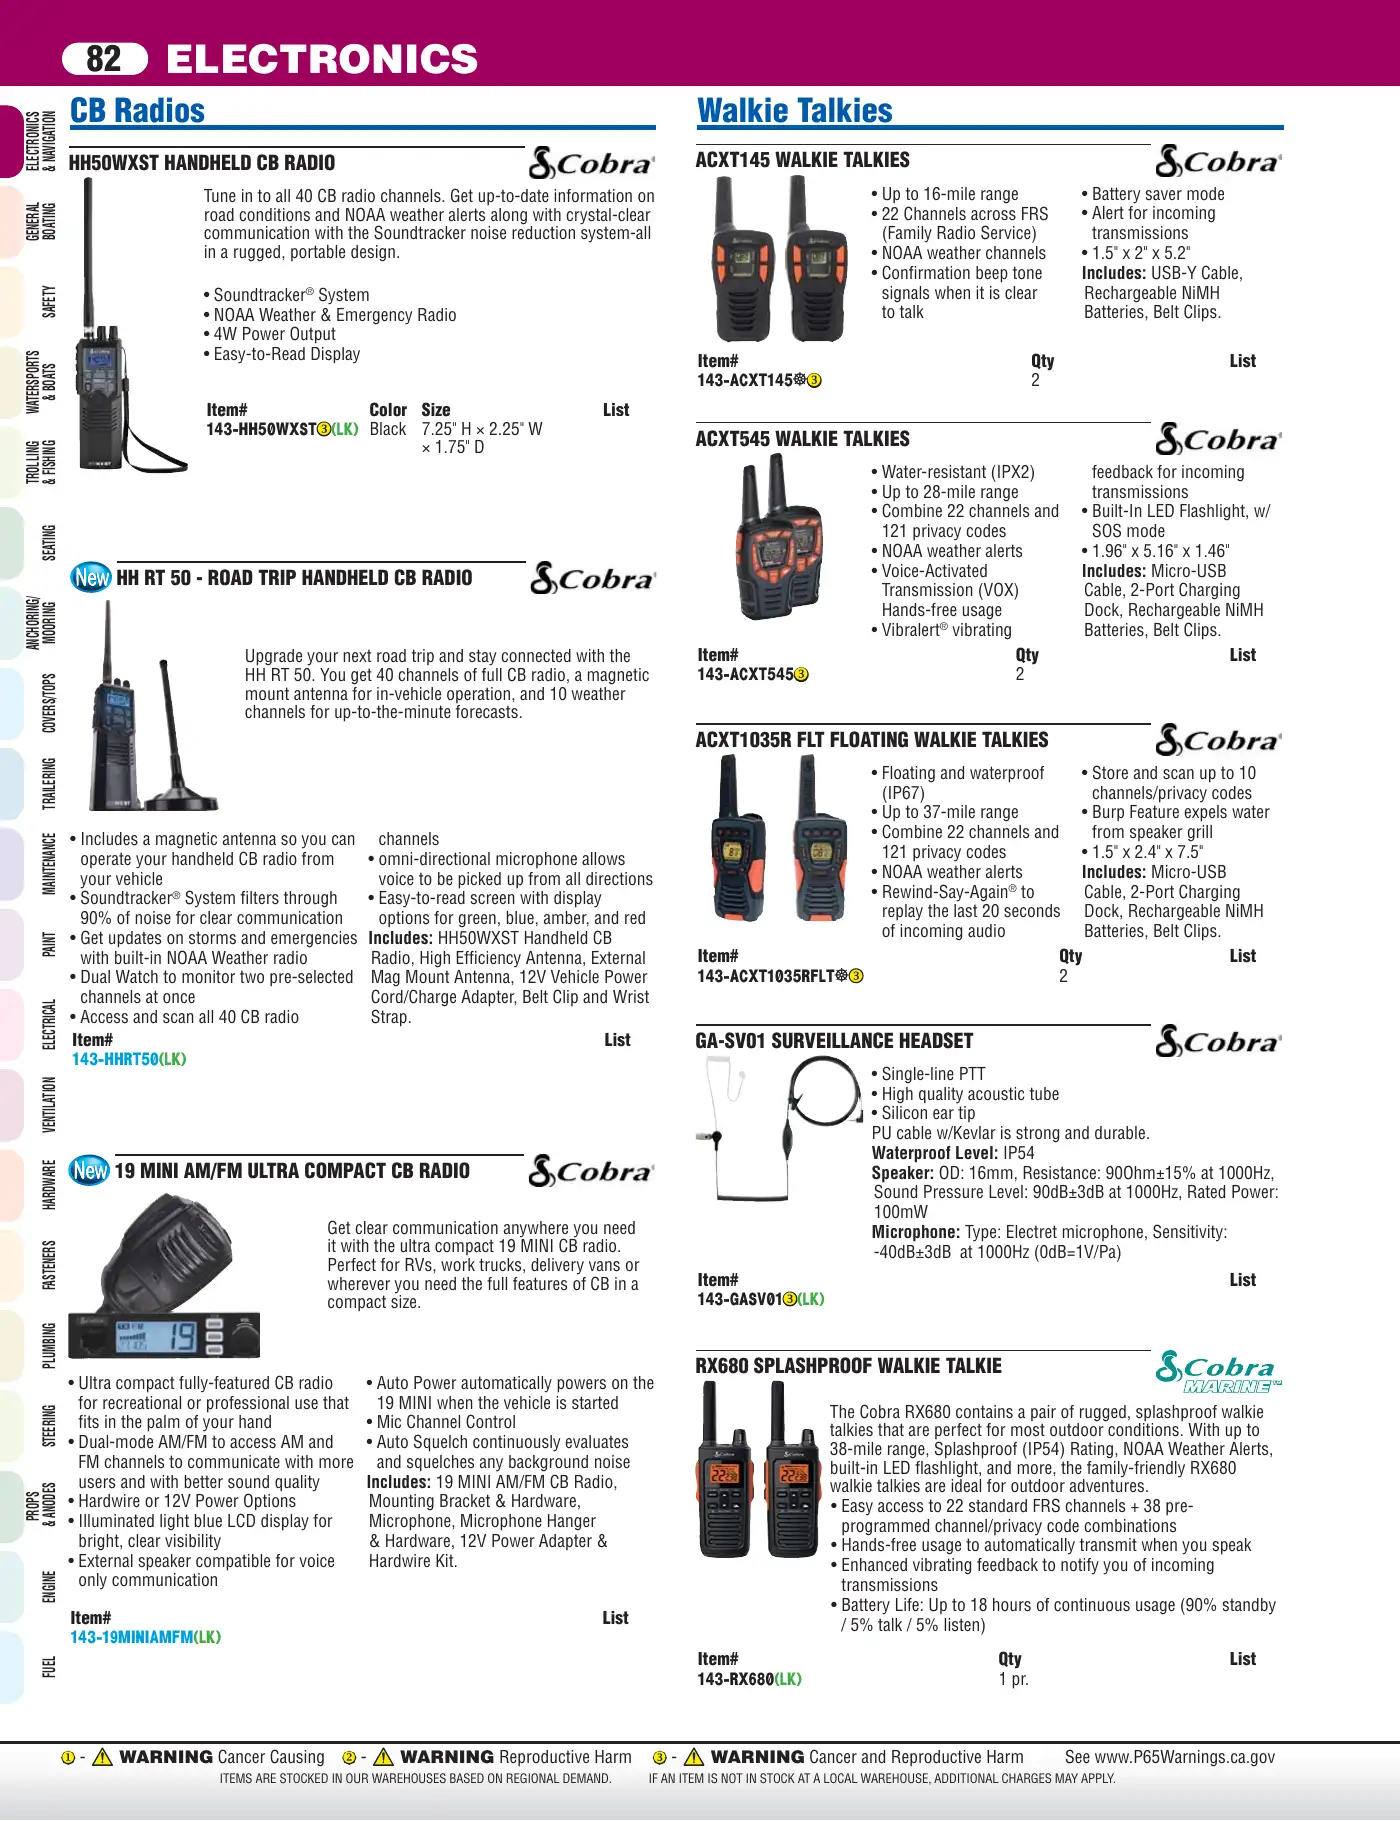 82 ELECTRONICS
ELECTRONICS
& NAVIGATION
GENERAL
BOATING
SAFETY
WATERSPORTS
& BOATS
TROLLING
& FISHING
SEATING
ANCHORING/
MOORING
COVERS/TOPS
TRAILERING
MAINTENANCE
PAINT
ELECTRICAL
VENTILATION
HARDWARE
FASTENERS
PLUMBING
STEERING
PROPS
& ANODES
ENGINE
FUEL
CB Radios
HH50WXST HANDHELD CB RADIO
Cobra®
Tune in to all 40 CB radio channels. Get up-to-date information on
road conditions and NOAA weather alerts along with crystal-clear
communication with the Soundtracker noise reduction system-all
in a rugged, portable design.
• Soundtracker® System
• NOAA Weather & Emergency Radio
• 4W Power Output
• Easy-to-Read Display
Item# Color Size List
143-HH50WXST 3 (LK) Black 7.25" H × 2.25" W
× 1.75" D
New HH RT 50 - ROAD TRIP HANDHELD CB RADIO
Cobra®
Upgrade your next road trip and stay connected with the
HH RT 50. You get 40 channels of full CB radio, a magnetic
mount antenna for in-vehicle operation, and 10 weather
channels for up-to-the-minute forecasts.
• Includes a magnetic antenna so you can
operate your handheld CB radio from
your vehicle
• Soundtracker® System filters through
90% of noise for clear communication
• Get updates on storms and emergencies
with built-in NOAA Weather radio
• Dual Watch to monitor two pre-selected
channels at once
• Access and scan all 40 CB radio
channels
• omni-directional microphone allows
voice to be picked up from all directions
• Easy-to-read screen with display
options for green, blue, amber, and red
Includes: HH50WXST Handheld CB
Radio, High Efficiency Antenna, External
Mag Mount Antenna, 12V Vehicle Power
Cord/Charge Adapter, Belt Clip and Wrist
Strap.
Item# List
143-HHRT50(LK)
New 19 MINI AM/FM ULTRA COMPACT CB RADIO
Cobra®
Get clear communication anywhere you need
it with the ultra compact 19 MINI CB radio.
Perfect for RVs, work trucks, delivery vans or
wherever you need the full features of CB in a
compact size.
19
• Ultra compact fully-featured CB radio
for recreational or professional use that
fits in the palm of your hand
• Dual-mode AM/FM to access AM and
FM channels to communicate with more
users and with better sound quality
• Hardwire or 12V Power Options
• Illuminated light blue LCD display for
bright, clear visibility
• External speaker compatible for voice
only communication
• Auto Power automatically powers on the
19 MINI when the vehicle is started
• Mic Channel Control
• Auto Squelch continuously evaluates
and squelches any background noise
Includes: 19 MINI AM/FM CB Radio,
Mounting Bracket & Hardware,
Microphone, Microphone Hanger
& Hardware, 12V Power Adapter &
Hardwire Kit.
Item# List
143-19MINIAMFM(LK)
Walkie Talkies
ACXT145 WALKIE TALKIES
Cobra®
• Up to 16-mile range
• 22 Channels across FRS
(Family Radio Service)
• NOAA weather channels
• Confirmation beep tone
signals when it is clear
to talk
• Battery saver mode
• Alert for incoming
transmissions
• 1.5" x 2" x 5.2"
Includes: USB-Y Cable,
Rechargeable NiMH
Batteries, Belt Clips.
Item# Qty List
143-ACXT145 3 2
ACXT545 WALKIE TALKIES
Cobra®
• Water-resistant (IPX2)
• Up to 28-mile range
• Combine 22 channels and
121 privacy codes
• NOAA weather alerts
• Voice-Activated
Transmission (VOX)
Hands-free usage
• Vibralert® vibrating
feedback for incoming
transmissions
• Built-In LED Flashlight, w/
SOS mode
• 1.96" x 5.16" x 1.46"
Includes: Micro-USB
Cable, 2-Port Charging
Dock, Rechargeable NiMH
Batteries, Belt Clips.
Item# Qty List
143-ACXT545 3 2
ACXT1035R FLT FLOATING WALKIE TALKIES
Cobra®
• Floating and waterproof
(IP67)
• Up to 37-mile range
• Combine 22 channels and
121 privacy codes
• NOAA weather alerts
• Rewind-Say-Again® to
replay the last 20 seconds
of incoming audio
• Store and scan up to 10
channels/privacy codes
• Burp Feature expels water
from speaker grill
• 1.5" x 2.4" x 7.5"
Includes: Micro-USB
Cable, 2-Port Charging
Dock, Rechargeable NiMH
Batteries, Belt Clips.
Item# Qty List
143-ACXT1035RFLT 3 2
GA-SV01 SURVEILLANCE HEADSET
Cobra®
• Single-line PTT
• High quality acoustic tube
• Silicon ear tip
PU cable w/Kevlar is strong and durable.
Waterproof Level: IP54
Speaker: OD: 16mm, Resistance: 90Ohm±15% at 1000Hz,
Sound Pressure Level: 90dB±3dB at 1000Hz, Rated Power:
100mW
Microphone: Type: Electret microphone, Sensitivity:
-40dB±3dB at 1000Hz (0dB=1V/Pa)
Item# List
143-GASV01 3 (LK)
RX680 SPLASHPROOF WALKIE TALKIE
Cobra
MARINE™
The Cobra RX680 contains a pair of rugged, splashproof walkie
talkies that are perfect for most outdoor conditions. With up to
38-mile range, Splashproof (IP54) Rating, NOAA Weather Alerts,
built-in LED flashlight, and more, the family-friendly RX680
walkie talkies are ideal for outdoor adventures.
• Easy access to 22 standard FRS channels + 38 pre-
programmed channel/privacy code combinations
• Hands-free usage to automatically transmit when you speak
• Enhanced vibrating feedback to notify you of incoming
transmissions
• Battery Life: Up to 18 hours of continuous usage (90% standby
/ 5% talk / 5% listen)
Item# Qty List
143-RX680(LK) 1 pr.
1 - WARNING Cancer Causing 2 - WARNING Reproductive Harm 3 - WARNING Cancer and Reproductive Harm See www.P65Warnings.ca.gov
ITEMS ARE STOCKED IN OUR WAREHOUSES BASED ON REGIONAL DEMAND. IF AN ITEM IS NOT IN STOCK AT A LOCAL WAREHOUSE, ADDITIONAL CHARGES MAY APPLY.